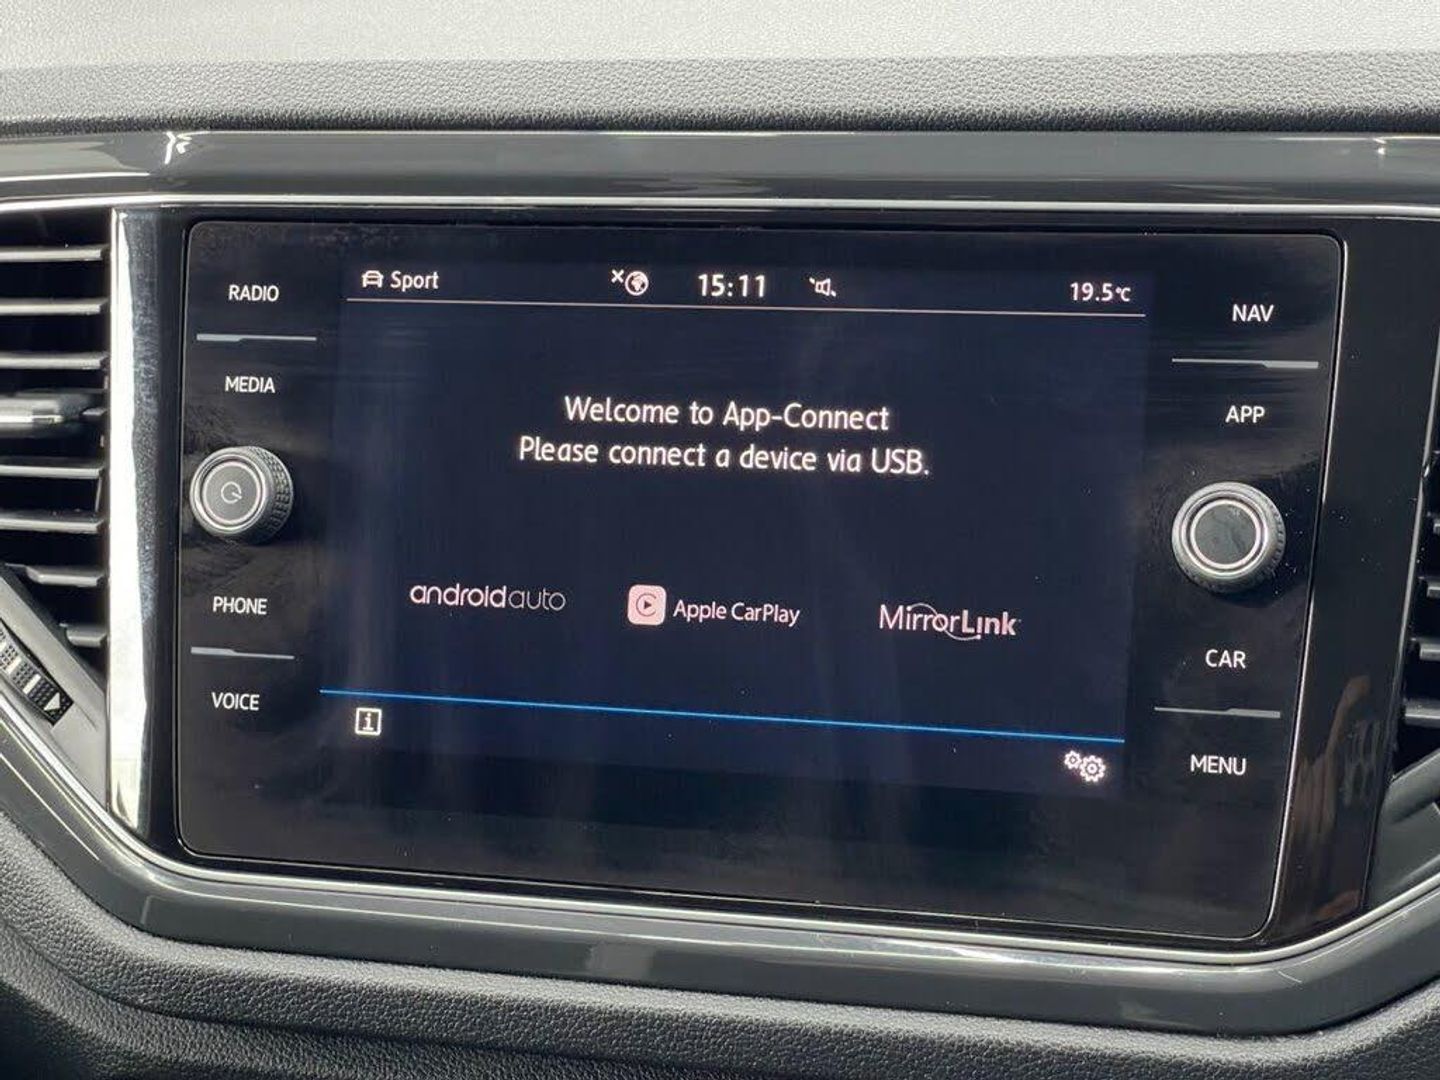 RADIO
MEDIA
PHONE
VOICE
Sport
15:11
19.5°C
Welcome to App-Connect
Please connect a device via USB.
androidauto
Apple CarPlay
MirrorLink
i
NAV
APP
CAR
MENU